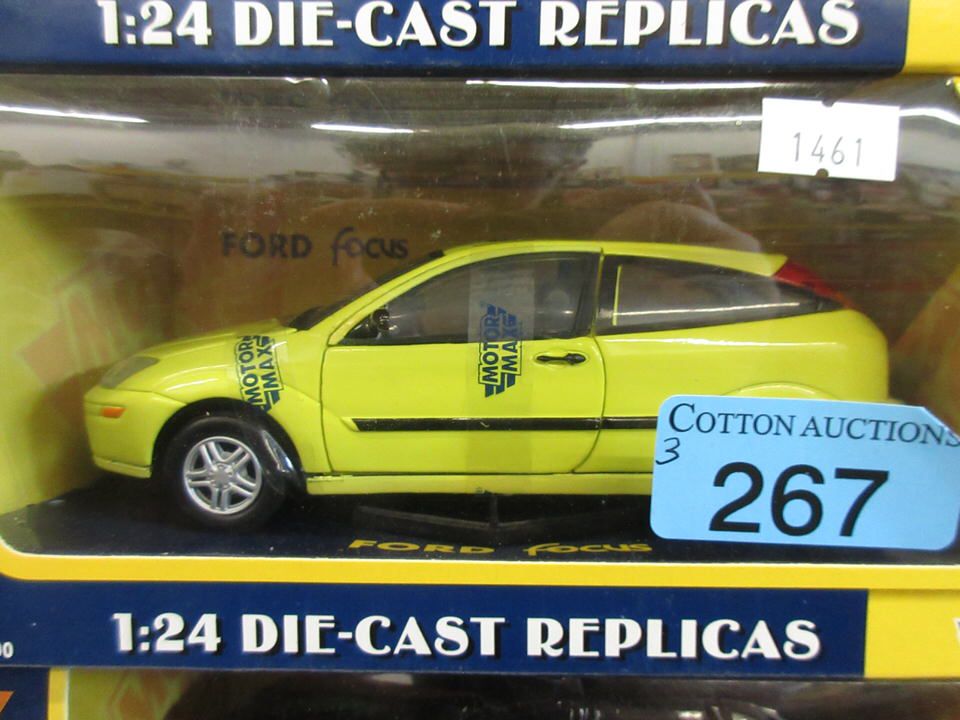 1:24 DIE-CAST REPLICAS
1461
FORD focus
MOTOR
MAX
MOTOR
MAX
COTTON AUCTIONS
3
267
FORD focus
1:24 DIE-CAST REPLICAS